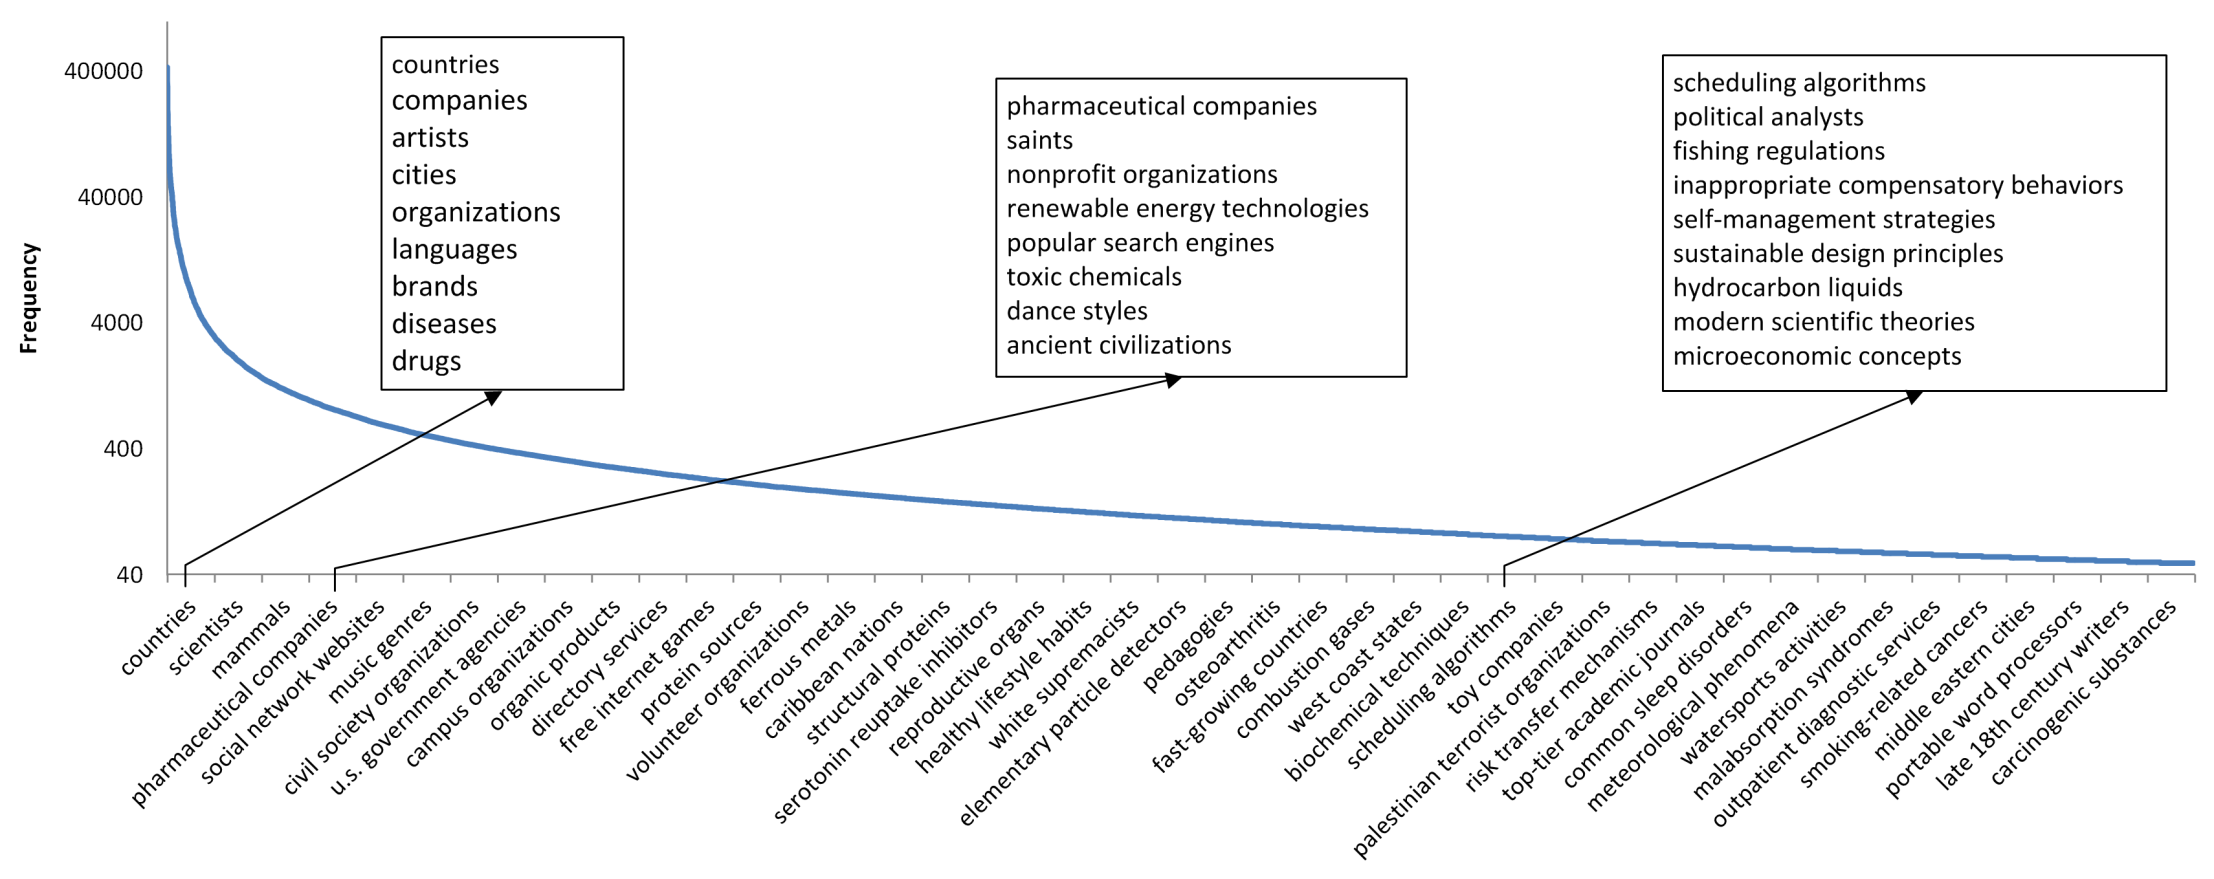 400000
40000
4000
400
40
Frequency
countries
companies
artists
cities
organizations
languages
brands
diseases
drugs
pharmaceutical companies
saints
nonprofit organizations
renewable energy technologies
popular search engines
toxic chemicals
dance styles
ancient civilizations
scheduling algorithms
political analysts
fishing regulations
inappropriate compensatory behaviors
self-management strategies
sustainable design principles
hydrocarbon liquids
modern scientific theories
microeconomic concepts
countries
scientists
mammals
pharmaceutical companies
social network websites
music genres
civil society organizations
u.s. government agencies
campus organizations
organic products
directory services
free internet games
protein sources
volunteer organizations
ferrous metals
caribbean nations
structural proteins
serotonin reuptake inhibitors
reproductive organs
healthy lifestyle habits
white supremacists
elementary particle detectors
pedagogies
osteoarthritis
fast-growing countries
combustion gases
west coast states
biochemical techniques
scheduling algorithms
toy companies
palestinian terrorist organizations
risk transfer mechanisms
top-tier academic journals
common sleep disorders
meteorological phenomena
watersports activities
malabsorption syndromes
outpatient diagnostic services
smoking-related cancers
middle eastern cities
portable word processors
late 18th century writers
carcinogenic substances